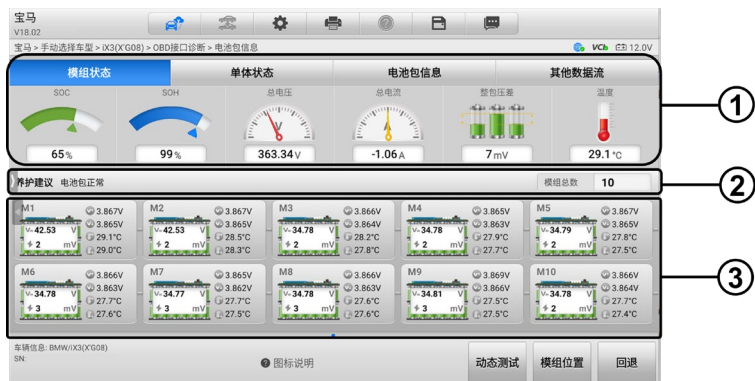 宝马
V18.02
宝马 > 手动选择车型 > iX3(X'G08) > OBD接口诊断 > 电池包信息
VCI 12.0V
模组状态 单体状态 电池包信息 其他数据流
SOC SOH 总电压 总电流 整包压差 温度
V A
65% 99% 363.34V -1.06A 7mV 29.1°C
养护建议 电池包正常 模组总数 10
M1 3.867V M2 3.867V M3 3.866V M4 3.865V M5 3.867V
3.865V 3.865V 3.864V 3.863V 3.865V
V= 42.53 V V= 42.53 V V= 34.78 V V= 34.78 V V= 34.79 V
29.1°C 28.5°C 28.2°C 27.9°C 27.8°C
2 mV 2 mV 2 mV 2 mV 2 mV
29.0°C 28.3°C 27.8°C 27.7°C 27.5°C
M6 3.866V M7 3.865V M8 3.866V M9 3.869V M10 3.866V
3.863V 3.862V 3.863V 3.866V 3.864V
V= 34.78 V V= 34.77 V V= 34.78 V V= 34.81 V V= 34.78 V
27.7°C 27.7°C 27.6°C 27.5°C 27.7°C
3 mV 3 mV 3 mV 3 mV 2 mV
27.6°C 27.5°C 27.6°C 27.5°C 27.4°C
车辆信息: BMW/iX3(X'G08)
SN:
图标说明 动态测试 模组位置 回退
1
2
3